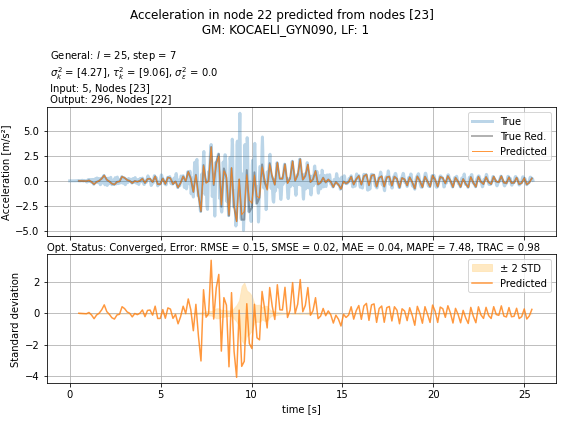 Acceleration in node 22 predicted from nodes [23]
GM: KOCAELI_GYN090, LF: 1
General: l = 25, step = 7
σ²ₖ = [4.27], τ²ₖ = [9.06], σ²ε = 0.0
Input: 5, Nodes [23]
Output: 296, Nodes [22]
Acceleration [m/s²]
5.0
2.5
0.0
−2.5
−5.0
True
True Red.
Predicted
Opt. Status: Converged, Error: RMSE = 0.15, SMSE = 0.02, MAE = 0.04, MAPE = 7.48, TRAC = 0.98
Standard deviation
2
0
−2
−4
± 2 STD
Predicted
0 5 10 15 20 25
time [s]